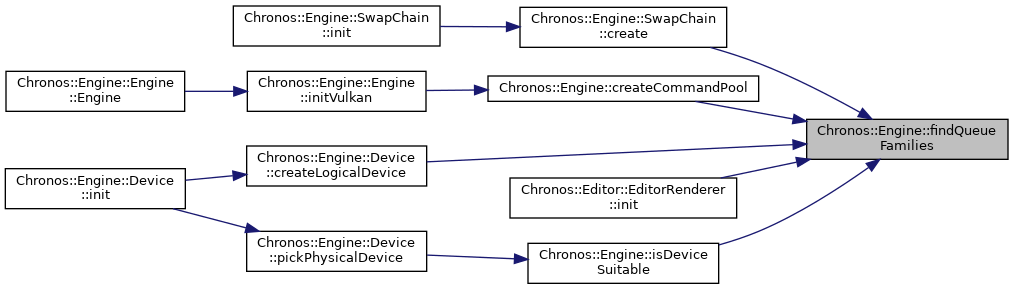 Chronos::Engine::SwapChain
::init
Chronos::Engine::SwapChain
::create
Chronos::Engine::Engine
::Engine
Chronos::Engine::Engine
::initVulkan
Chronos::Engine::createCommandPool
Chronos::Engine::findQueue
Families
Chronos::Engine::Device
::init
Chronos::Engine::Device
::createLogicalDevice
Chronos::Editor::EditorRenderer
::init
Chronos::Engine::Device
::pickPhysicalDevice
Chronos::Engine::isDevice
Suitable